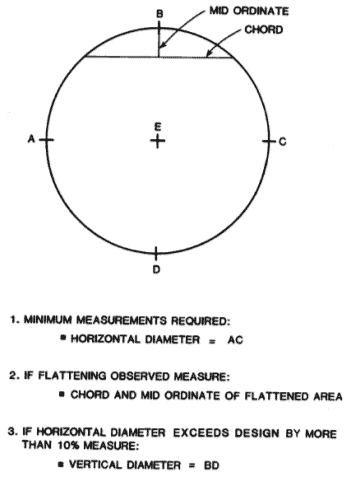 B
MID ORDINATE
CHORD
A
E
C
D
1. MINIMUM MEASUREMENTS REQUIRED:
▪ HORIZONTAL DIAMETER = AC
2. IF FLATTENING OBSERVED MEASURE:
▪ CHORD AND MID ORDINATE OF FLATTENED AREA
3. IF HORIZONTAL DIAMETER EXCEEDS DESIGN BY MORE
THAN 10% MEASURE:
▪ VERTICAL DIAMETER = BD